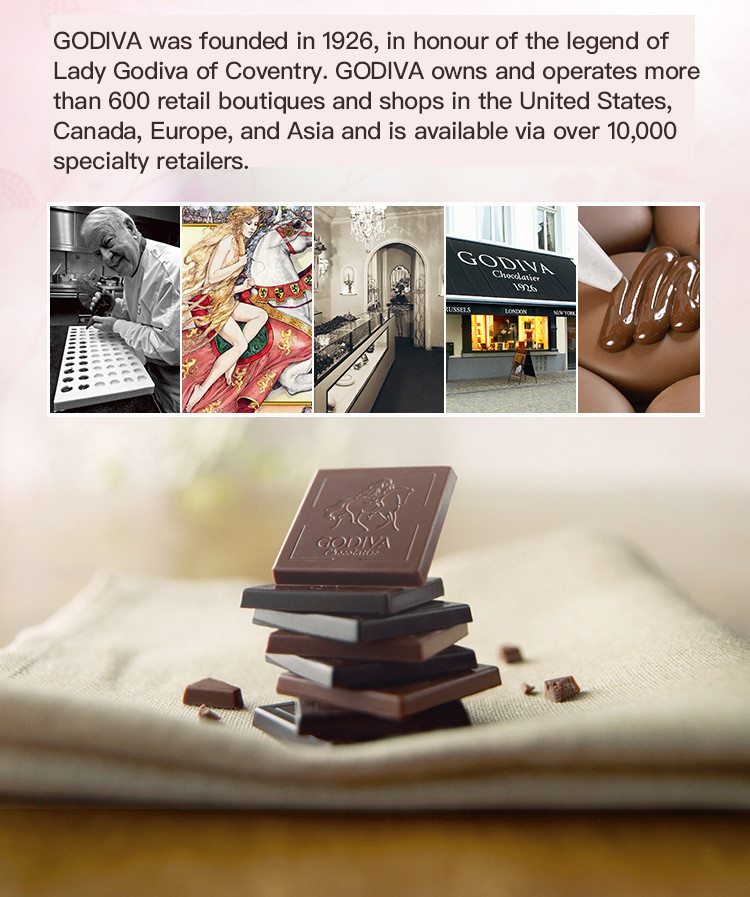 GODIVA was founded in 1926, in honour of the legend of
Lady Godiva of Coventry. GODIVA owns and operates more
than 600 retail boutiques and shops in the United States,
Canada, Europe, and Asia and is available via over 10,000
specialty retailers.
GODIVA
Chocolatier
1926
RUSSELS LONDON NEW YORK
GODIVA
Chocolatier